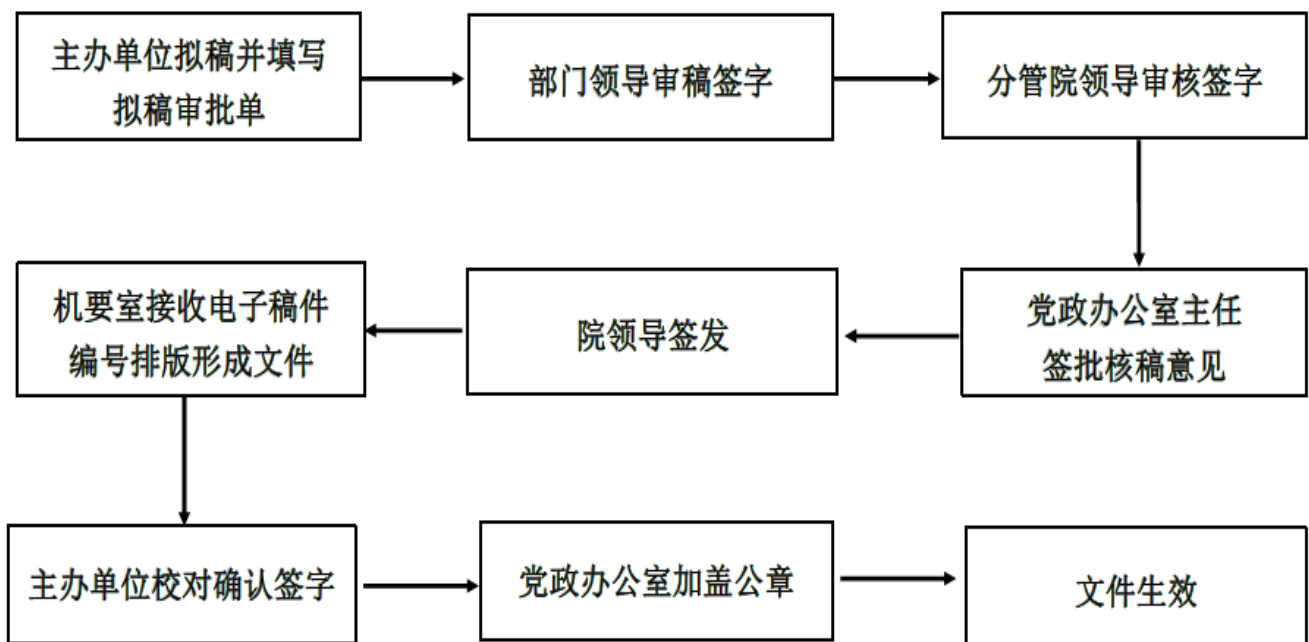 主办单位拟稿并填写
拟稿审批单
部门领导审稿签字
分管院领导审核签字
党政办公室主任
签批核稿意见
院领导签发
机要室接收电子稿件
编号排版形成文件
主办单位校对确认签字
党政办公室加盖公章
文件生效